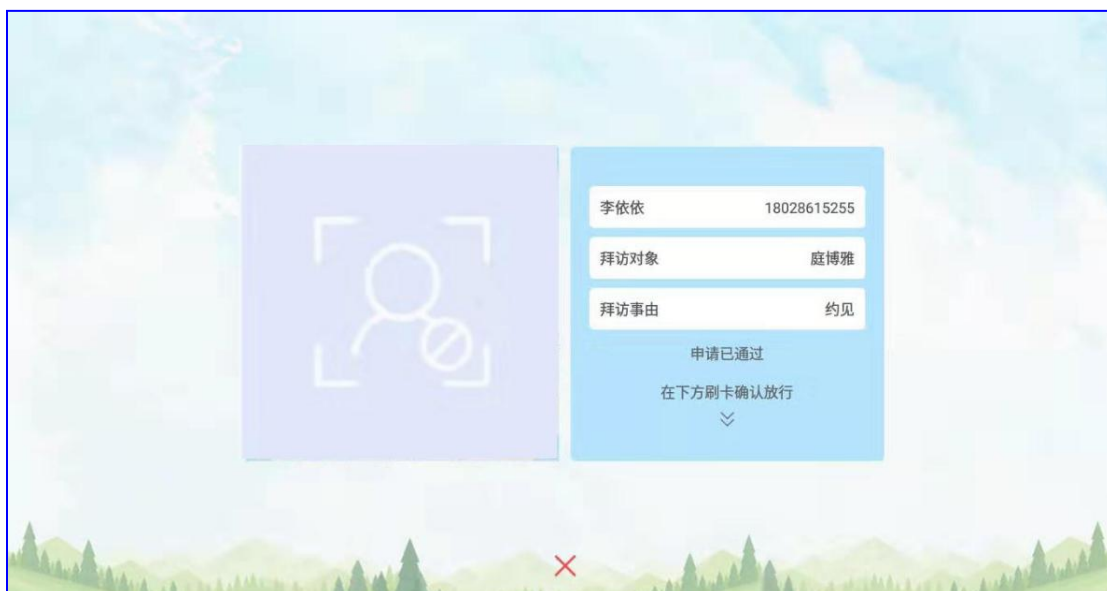 李依依 18028615255
拜访对象 庭博雅
拜访事由 约见
申请已通过
在下方刷卡确认放行